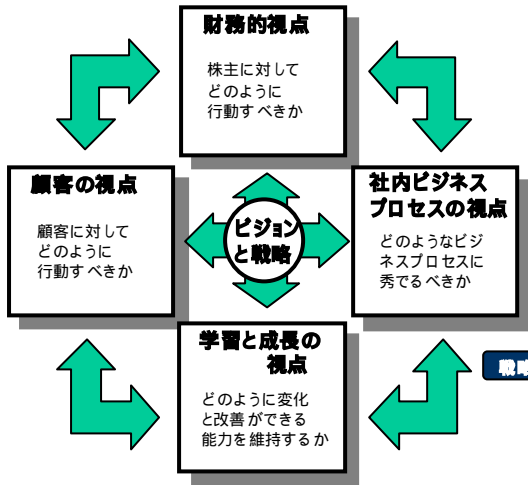 財務的視点
株主に対して
どのように
行動すべきか
顧客の視点
顧客に対して
どのように
行動すべきか
ビジョン
と戦略
社内ビジネス
プロセスの視点
どのようなビジ
ネスプロセスに
秀でるべきか
学習と成長の
視点
どのように変化
と改善ができる
能力を維持するか
戦略